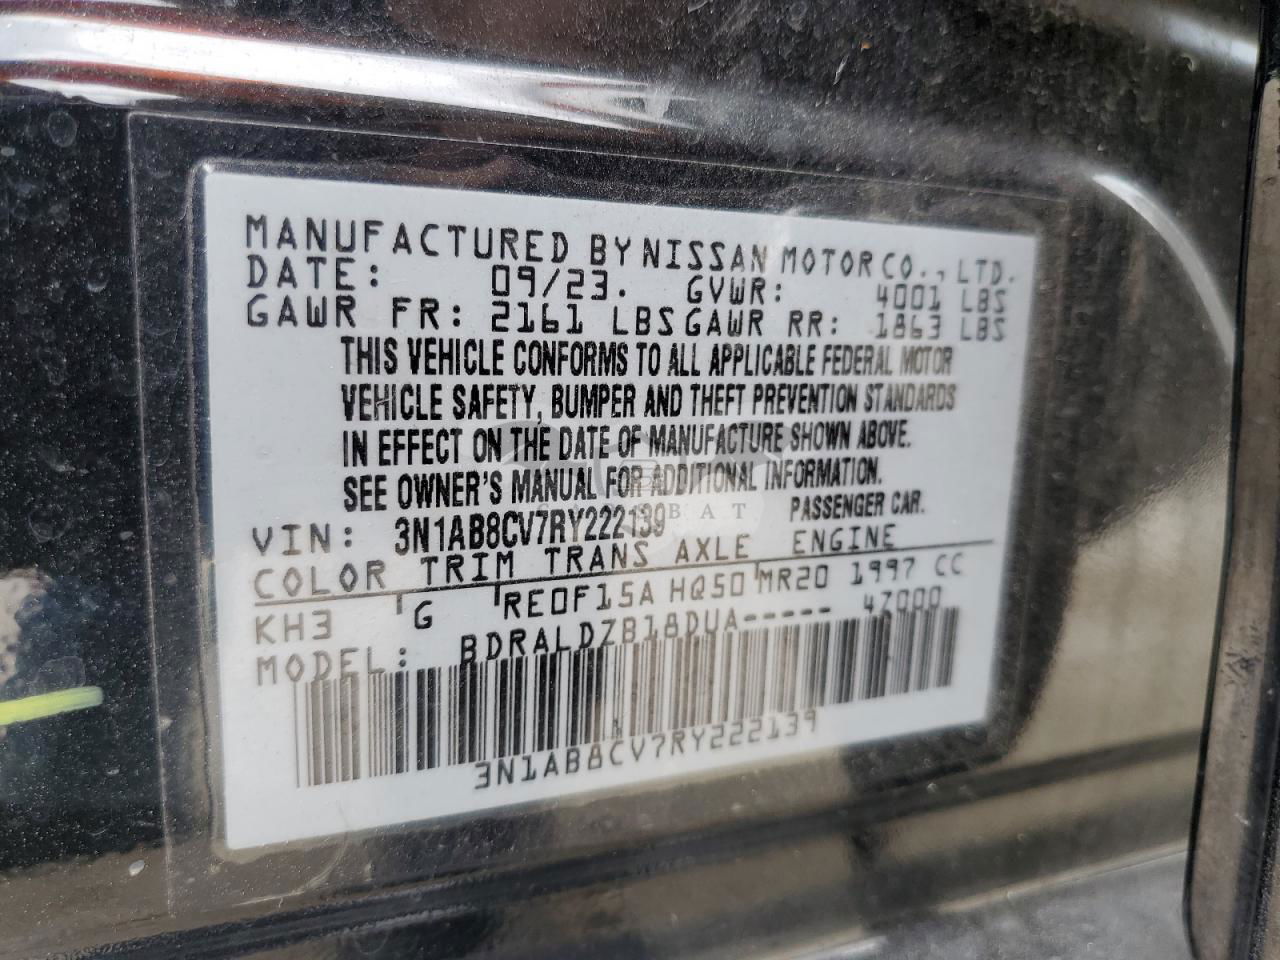 MANUFACTURED BY NISSAN MOTOR CO., LTD.
DATE: 09/23. GVWR: 4001 LBS
GAWR FR: 2161 LBS GAWR RR: 1863 LBS
THIS VEHICLE CONFORMS TO ALL APPLICABLE FEDERAL MOTOR
VEHICLE SAFETY, BUMPER AND THEFT PREVENTION STANDARDS
IN EFFECT ON THE DATE OF MANUFACTURE SHOWN ABOVE.
SEE OWNER'S MANUAL FOR ADDITIONAL INFORMATION.
VIN: 3N1AB8CV7RY222139 PASSENGER CAR.
COLOR TRIM TRANS AXLE ENGINE
KH3 G RE0F15A HQ50 MR20 1997 CC
MODEL: BDRALDZB18DUA----- 47000
3N1AB8CV7RY222139